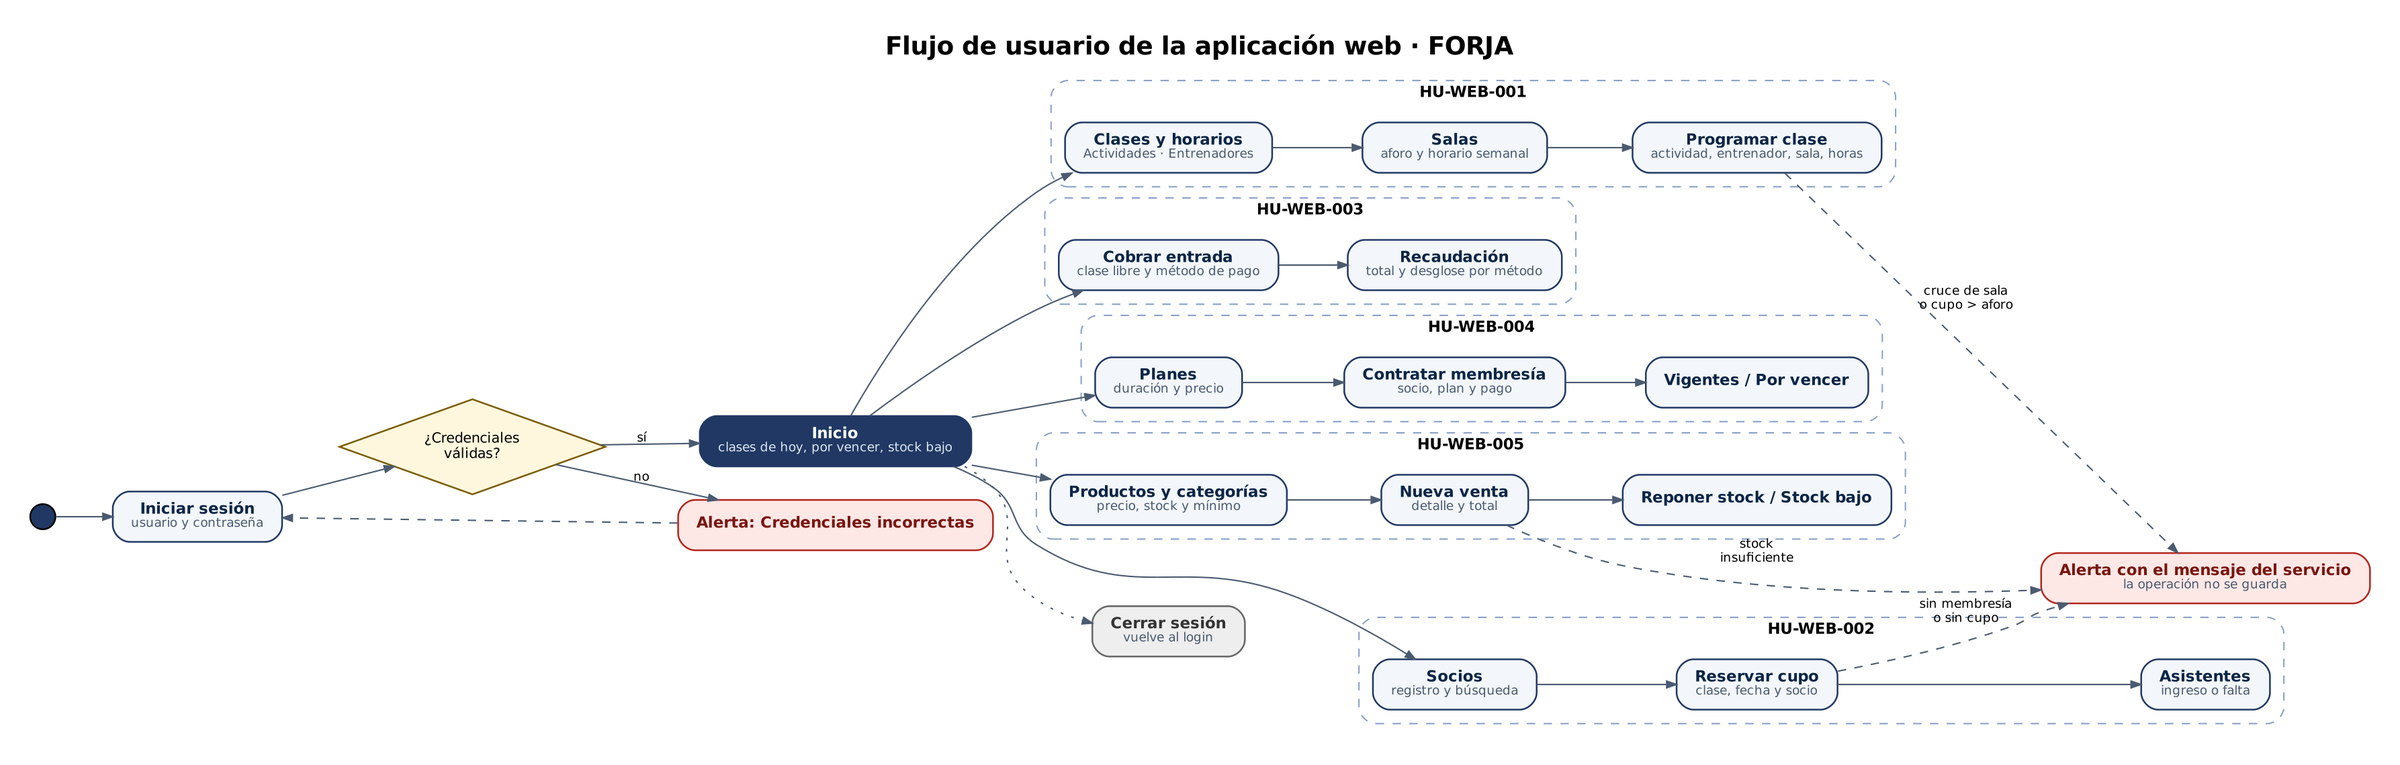 Flujo de usuario de la aplicación web · FORJA
HU-WEB-001
Clases y horarios
Actividades · Entrenadores
Salas
aforo y horario semanal
Programar clase
actividad, entrenador, sala, horas
HU-WEB-003
Cobrar entrada
clase libre y método de pago
Recaudación
total y desglose por método
cruce de sala
o cupo > aforo
HU-WEB-004
Planes
duración y precio
Contratar membresía
socio, plan y pago
Vigentes / Por vencer
¿Credenciales
válidas?
sí
no
Inicio
clases de hoy, por vencer, stock bajo
HU-WEB-005
Productos y categorías
precio, stock y mínimo
Nueva venta
detalle y total
Reponer stock / Stock bajo
Iniciar sesión
usuario y contraseña
Alerta: Credenciales incorrectas
stock
insuficiente
Alerta con el mensaje del servicio
la operación no se guarda
Cerrar sesión
vuelve al login
sin membresía
o sin cupo
HU-WEB-002
Socios
registro y búsqueda
Reservar cupo
clase, fecha y socio
Asistentes
ingreso o falta